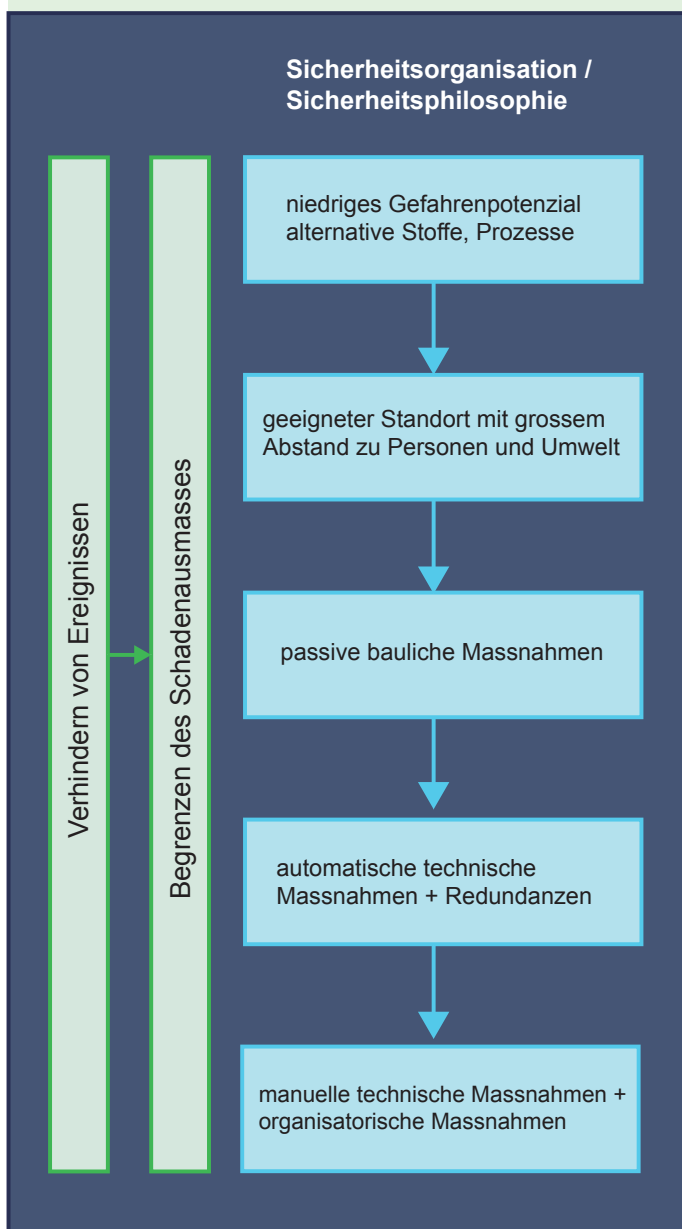 Sicherheitsorganisation /
Sicherheitsphilosophie
Verhindern von Ereignissen
Begrenzen des Schadenausmasses
niedriges Gefahrenpotenzial
alternative Stoffe, Prozesse
geeigneter Standort mit grossem
Abstand zu Personen und Umwelt
passive bauliche Massnahmen
automatische technische
Massnahmen + Redundanzen
manuelle technische Massnahmen +
organisatorische Massnahmen